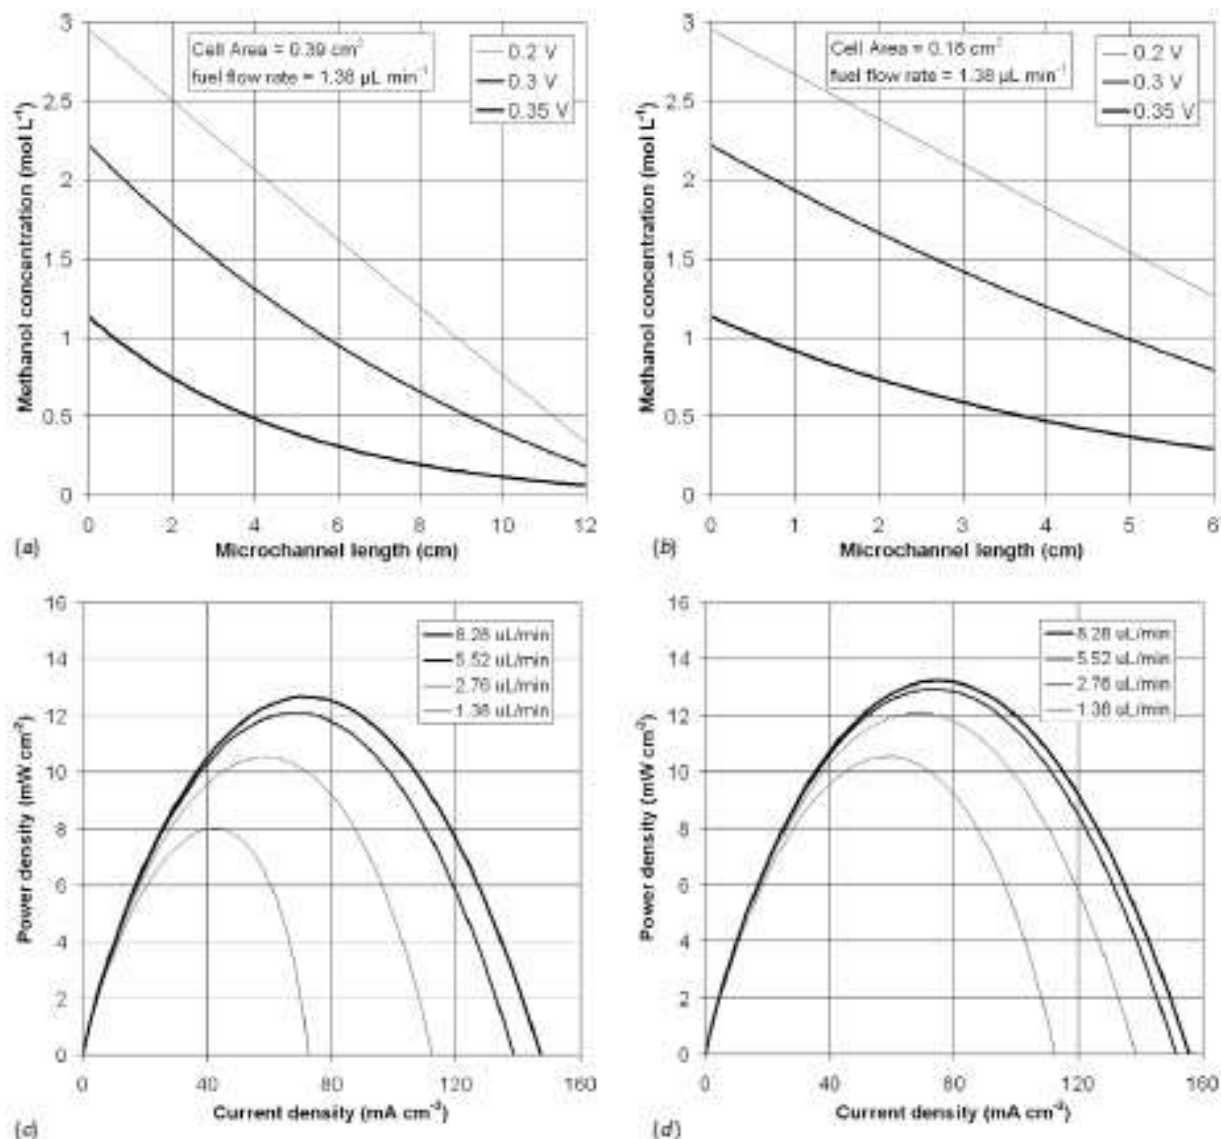 3
2.5
2
1.5
1
0.5
0
Methanol concentration (mol L⁻¹)
Cell Area = 0.39 cm²
fuel flow rate = 1.38 µL min⁻¹
0.2 V
0.3 V
0.35 V
0 2 4 6 8 10 12
(a) Microchannel length (cm)
3
2.5
2
1.5
1
0.5
0
Methanol concentration (mol L⁻¹)
Cell Area = 0.18 cm²
fuel flow rate = 1.38 µL min⁻¹
0.2 V
0.3 V
0.35 V
0 1 2 3 4 5 6
(b) Microchannel length (cm)
16
14
12
10
8
6
4
2
0
Power density (mW cm⁻²)
8.28 uL/min
5.52 uL/min
2.76 uL/min
1.38 uL/min
0 40 80 120 160
(c) Current density (mA cm⁻²)
16
14
12
10
8
6
4
2
0
Power density (mW cm⁻²)
8.28 uL/min
5.52 uL/min
2.76 uL/min
1.38 uL/min
0 40 80 120 160
(d) Current density (mA cm⁻²)